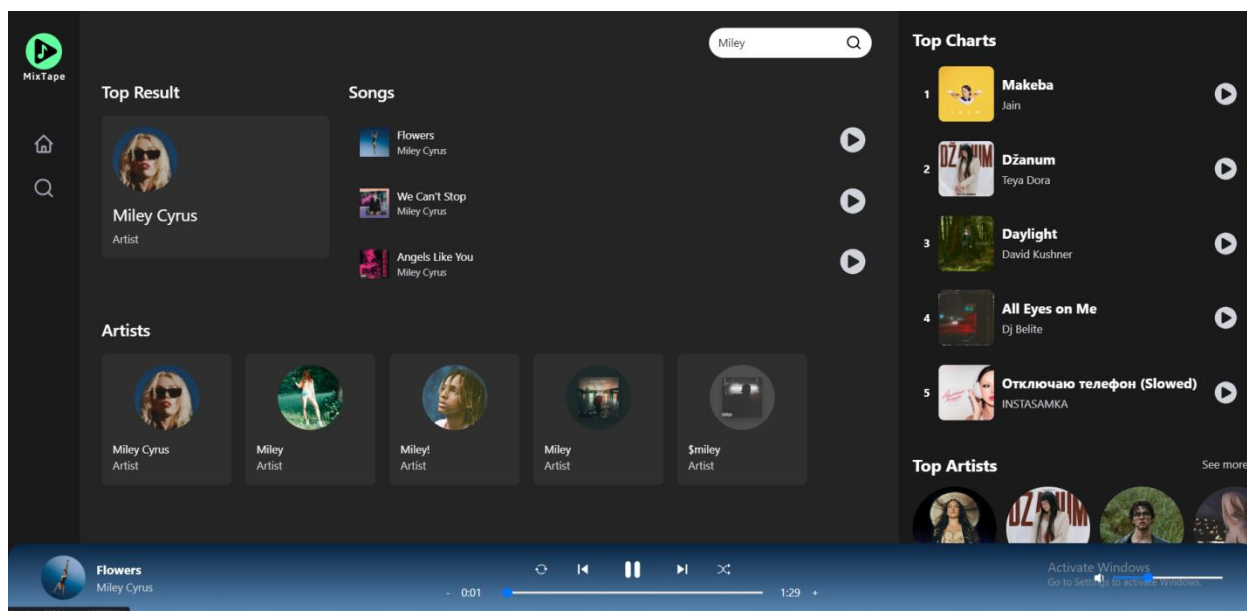 MixTape
Miley
Top Result
Miley Cyrus
Artist
Songs
Flowers
Miley Cyrus
We Can't Stop
Miley Cyrus
Angels Like You
Miley Cyrus
Artists
Miley Cyrus
Artist
Miley
Artist
Miley!
Artist
Miley
Artist
$miley
Artist
Top Charts
1
Makeba
Jain
2
DŽANUM
Džanum
Teya Dora
3
Daylight
David Kushner
4
All Eyes on Me
Dj Belite
5
Отключаю телефон (Slowed)
INSTASAMKA
Top Artists
See more
Flowers
Miley Cyrus
- 0:01
1:29 +
Activate Windows
Go to Settings to activate Windows.